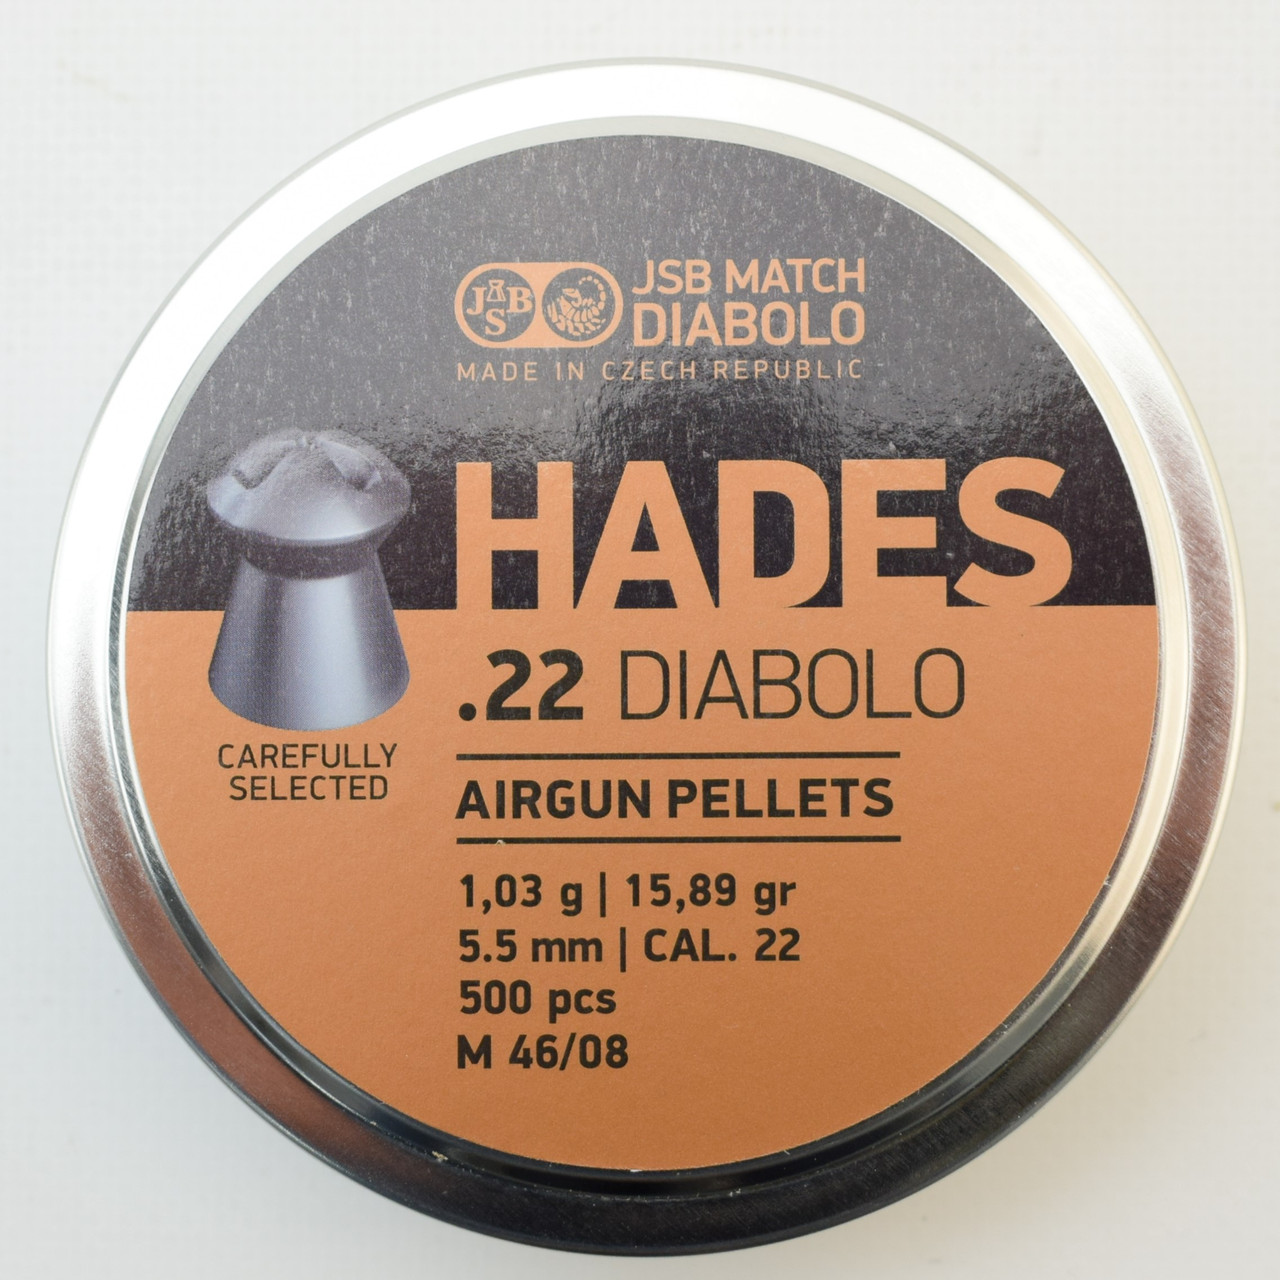 JSB
JSB MATCH
DIABOLO
MADE IN CZECH REPUBLIC
HADES
.22 DIABOLO
CAREFULLY
SELECTED
AIRGUN PELLETS
1,03 g | 15,89 gr
5.5 mm | CAL. 22
500 pcs
M 46/08